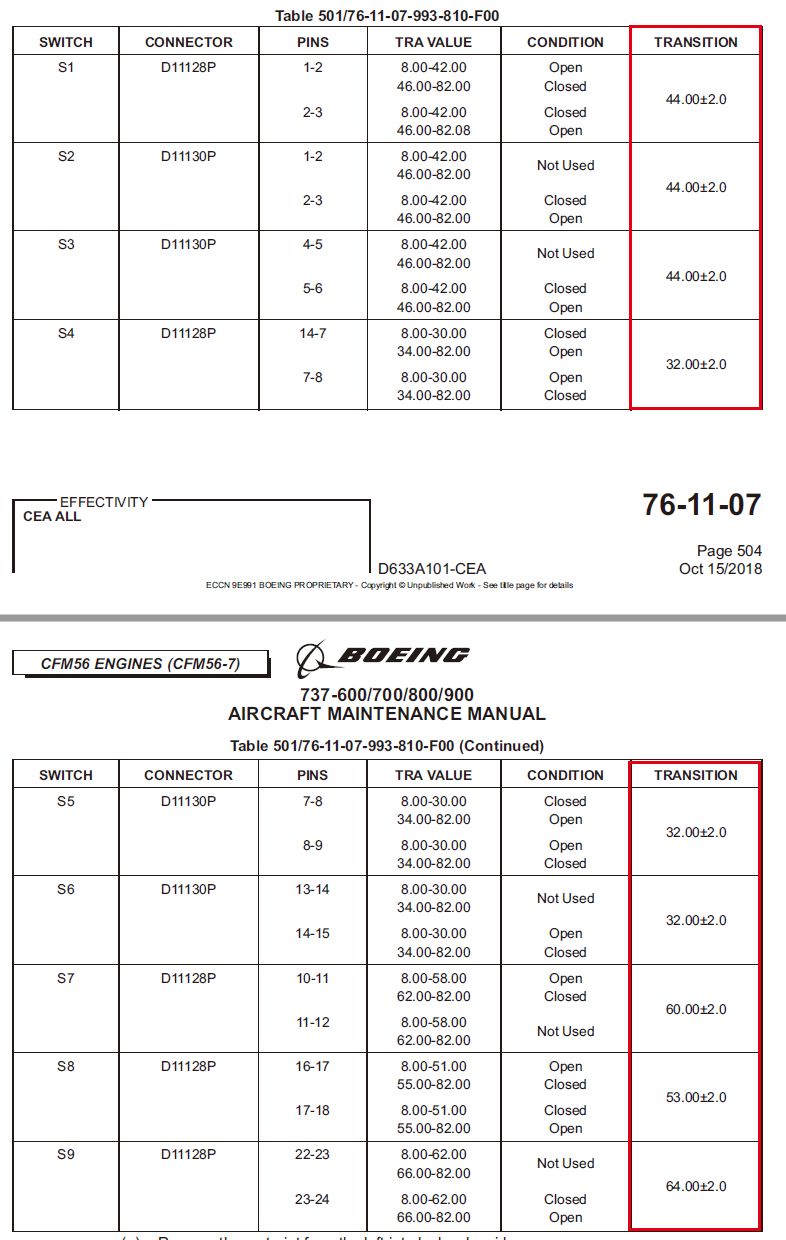 Table 501/76-11-07-993-810-F00
SWITCH CONNECTOR PINS TRA VALUE CONDITION TRANSITION
S1 D11128P 1-2 8.00-42.00 Open
46.00-82.00 Closed
44.00±2.0
2-3 8.00-42.00 Closed
46.00-82.08 Open
S2 D11130P 1-2 8.00-42.00
Not Used
46.00-82.00
44.00±2.0
2-3 8.00-42.00 Closed
46.00-82.00 Open
S3 D11130P 4-5 8.00-42.00
Not Used
46.00-82.00
44.00±2.0
5-6 8.00-42.00 Closed
46.00-82.00 Open
S4 D11128P 14-7 8.00-30.00 Closed
34.00-82.00 Open
32.00±2.0
7-8 8.00-30.00 Open
34.00-82.00 Closed
EFFECTIVITY
CEA ALL
76-11-07
Page 504
D633A101-CEA Oct 15/2018
ECCN 9E991 BOEING PROPRIETARY - Copyright © Unpublished Work - See title page for details
CFM56 ENGINES (CFM56-7)
BOEING
737-600/700/800/900
AIRCRAFT MAINTENANCE MANUAL
Table 501/76-11-07-993-810-F00 (Continued)
SWITCH CONNECTOR PINS TRA VALUE CONDITION TRANSITION
S5 D11130P 7-8 8.00-30.00 Closed
34.00-82.00 Open
32.00±2.0
8-9 8.00-30.00 Open
34.00-82.00 Closed
S6 D11130P 13-14 8.00-30.00
Not Used
34.00-82.00
32.00±2.0
14-15 8.00-30.00 Open
34.00-82.00 Closed
S7 D11128P 10-11 8.00-58.00 Open
62.00-82.00 Closed
60.00±2.0
11-12 8.00-58.00
Not Used
62.00-82.00
S8 D11128P 16-17 8.00-51.00 Open
55.00-82.00 Closed
53.00±2.0
17-18 8.00-51.00 Closed
55.00-82.00 Open
S9 D11128P 22-23 8.00-62.00
Not Used
66.00-82.00
64.00±2.0
23-24 8.00-62.00 Closed
66.00-82.00 Open